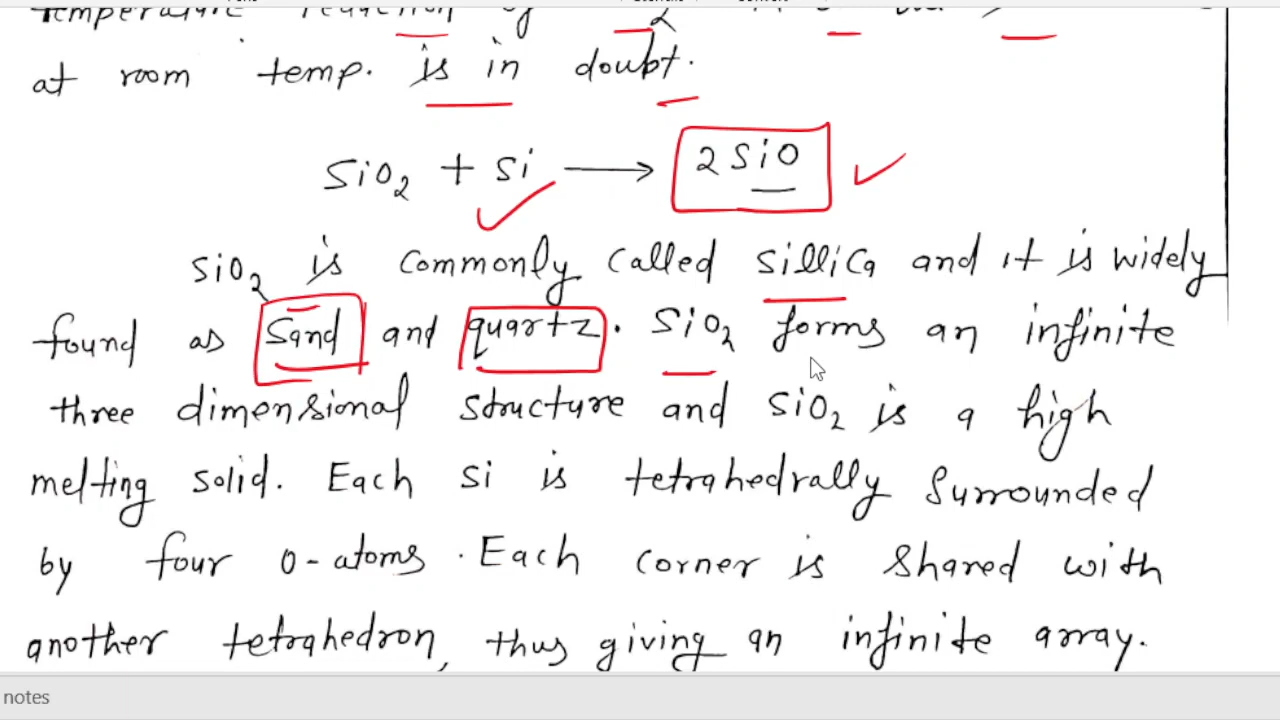 temperature reaction of
at room temp. is in doubt.
SiO₂ + Si ⟶ 2SiO
SiO₂ is commonly called Sillica and it is widely
found as Sand and quartz. SiO₂ forms an infinite
three dimensional structure and SiO₂ is a high
melting solid. Each Si is tetrahedrally surrounded
by four O-atoms. Each corner is shared with
another tetrahedron, thus giving an infinite array.
notes